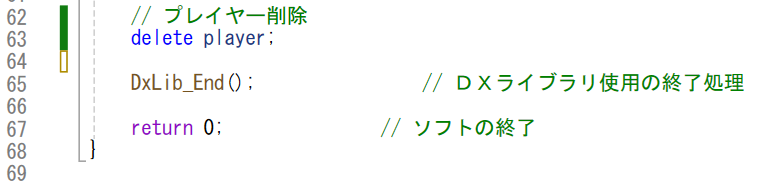 62 // プレイヤー削除
63 delete player;
64
65 DxLib_End(); // ＤＸライブラリ使用の終了処理
66
67 return 0; // ソフトの終了
68 }
69